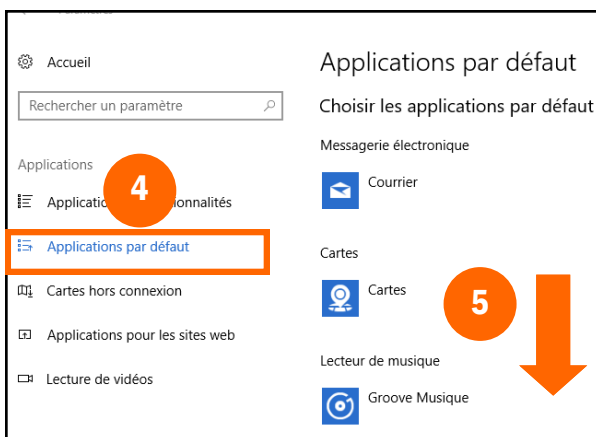 Accueil
Rechercher un paramètre
Applications
4
Applications par défaut
Cartes hors connexion
Applications pour les sites web
Lecture de vidéos
Applications par défaut
Choisir les applications par défaut
Messagerie électronique
Courrier
Cartes
Cartes
5
Lecteur de musique
Groove Musique